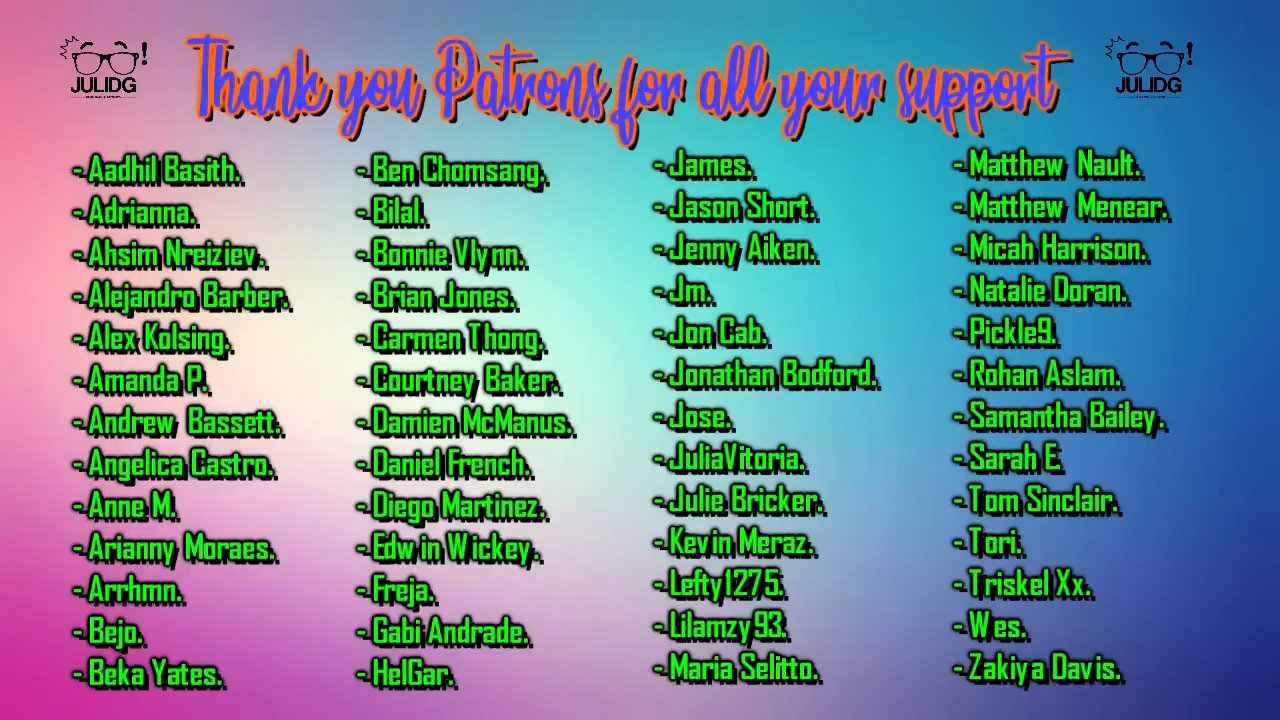 JULIDG
Thank you Patrons for all your support
JULIDG
- Aadhil Basith.
- Adrianna.
- Ahsim Nreiziev.
- Alejandro Barber.
- Alex Kolsing.
- Amanda P.
- Andrew Bassett.
- Angelica Castro.
- Anne M.
- Arianny Moraes.
- Arrhmn.
- Bejo.
- Beka Yates.
- Ben Chomsang.
- Bilal.
- Bonnie Vlynn.
- Brian Jones.
- Carmen Thong.
- Courtney Baker.
- Damien McManus.
- Daniel French.
- Diego Martinez.
- Edwin Wickey.
- Freja.
- Gabi Andrade.
- HelGar.
- James.
- Jason Short.
- Jenny Aiken.
- Jm.
- Jon Cab.
- Jonathan Bodford.
- Jose.
- JuliaVitoria.
- Julie Bricker.
- Kevin Meraz.
- Lefty1275.
- Lilamzy93.
- Maria Selitto.
- Matthew Nault.
- Matthew Menear.
- Micah Harrison.
- Natalie Doran.
- Pickle9.
- Rohan Aslam.
- Samantha Bailey.
- Sarah E.
- Tom Sinclair.
- Tori.
- Triskel Xx.
- Wes.
- Zakiya Davis.